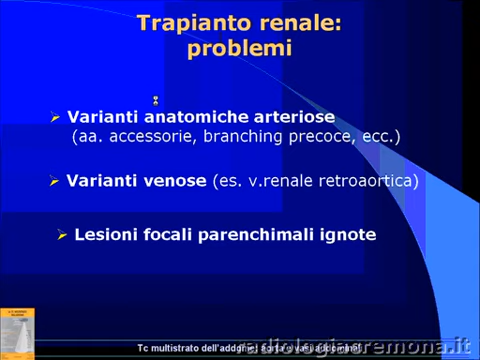 Trapianto renale:
problemi
Varianti anatomiche arteriose
(aa. accessorie, branching precoce, ecc.)
Varianti venose (es. v.renale retroaortica)
Lesioni focali parenchimali ignote
Tc multistrato dell'addome: aorta e vasi addominali
radiologiacremona.it